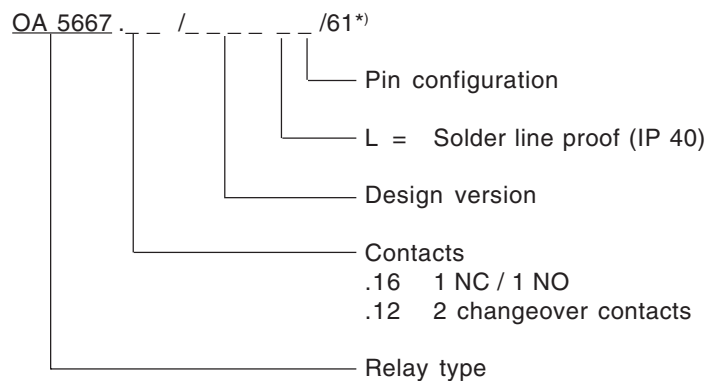 OA 5667 ._ _ /_ _ _ _ _ _ /61*)
Pin configuration
L = Solder line proof (IP 40)
Design version
Contacts
.16 1 NC / 1 NO
.12 2 changeover contacts
Relay type